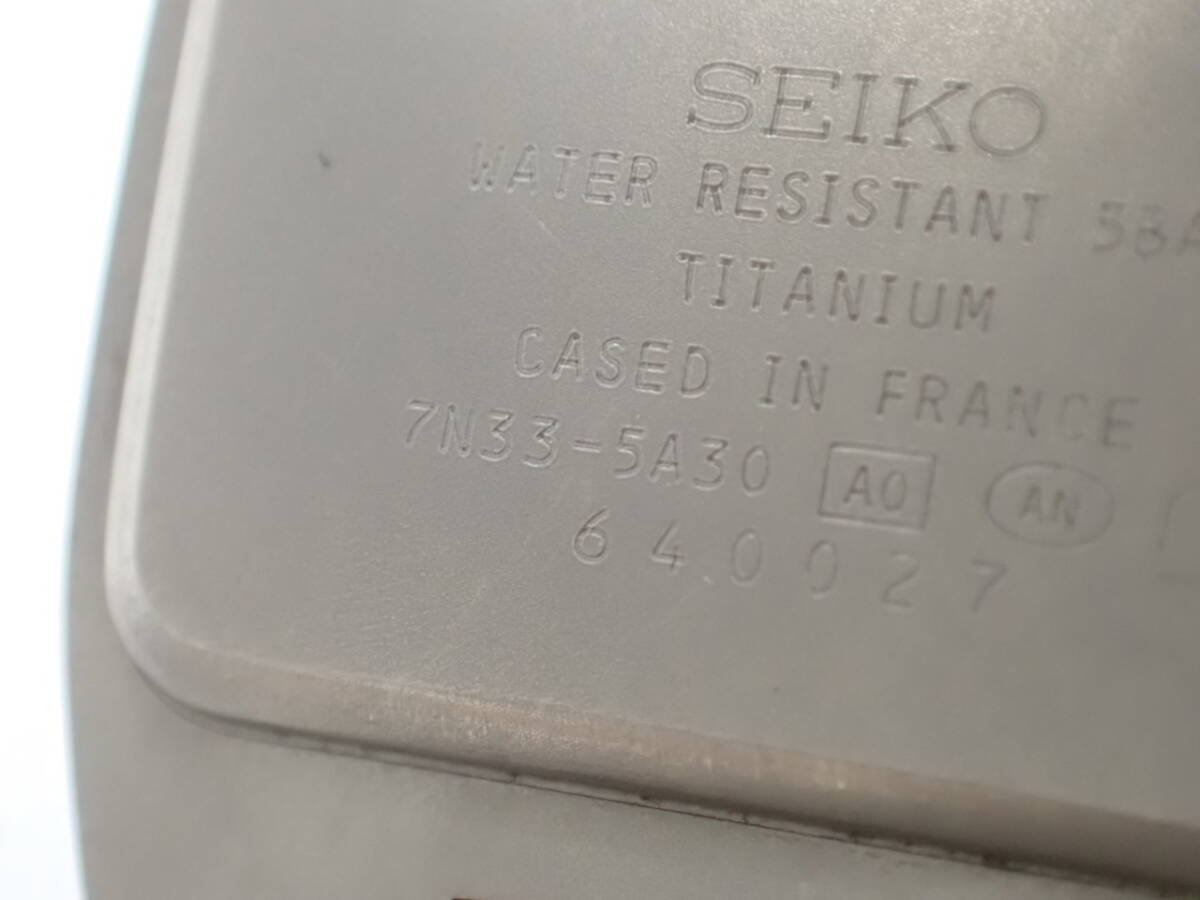 SEIKO
WATER RESISTANT
TITANIUM
CASED IN FRANCE
7N33-5A30 A0 AN
640027